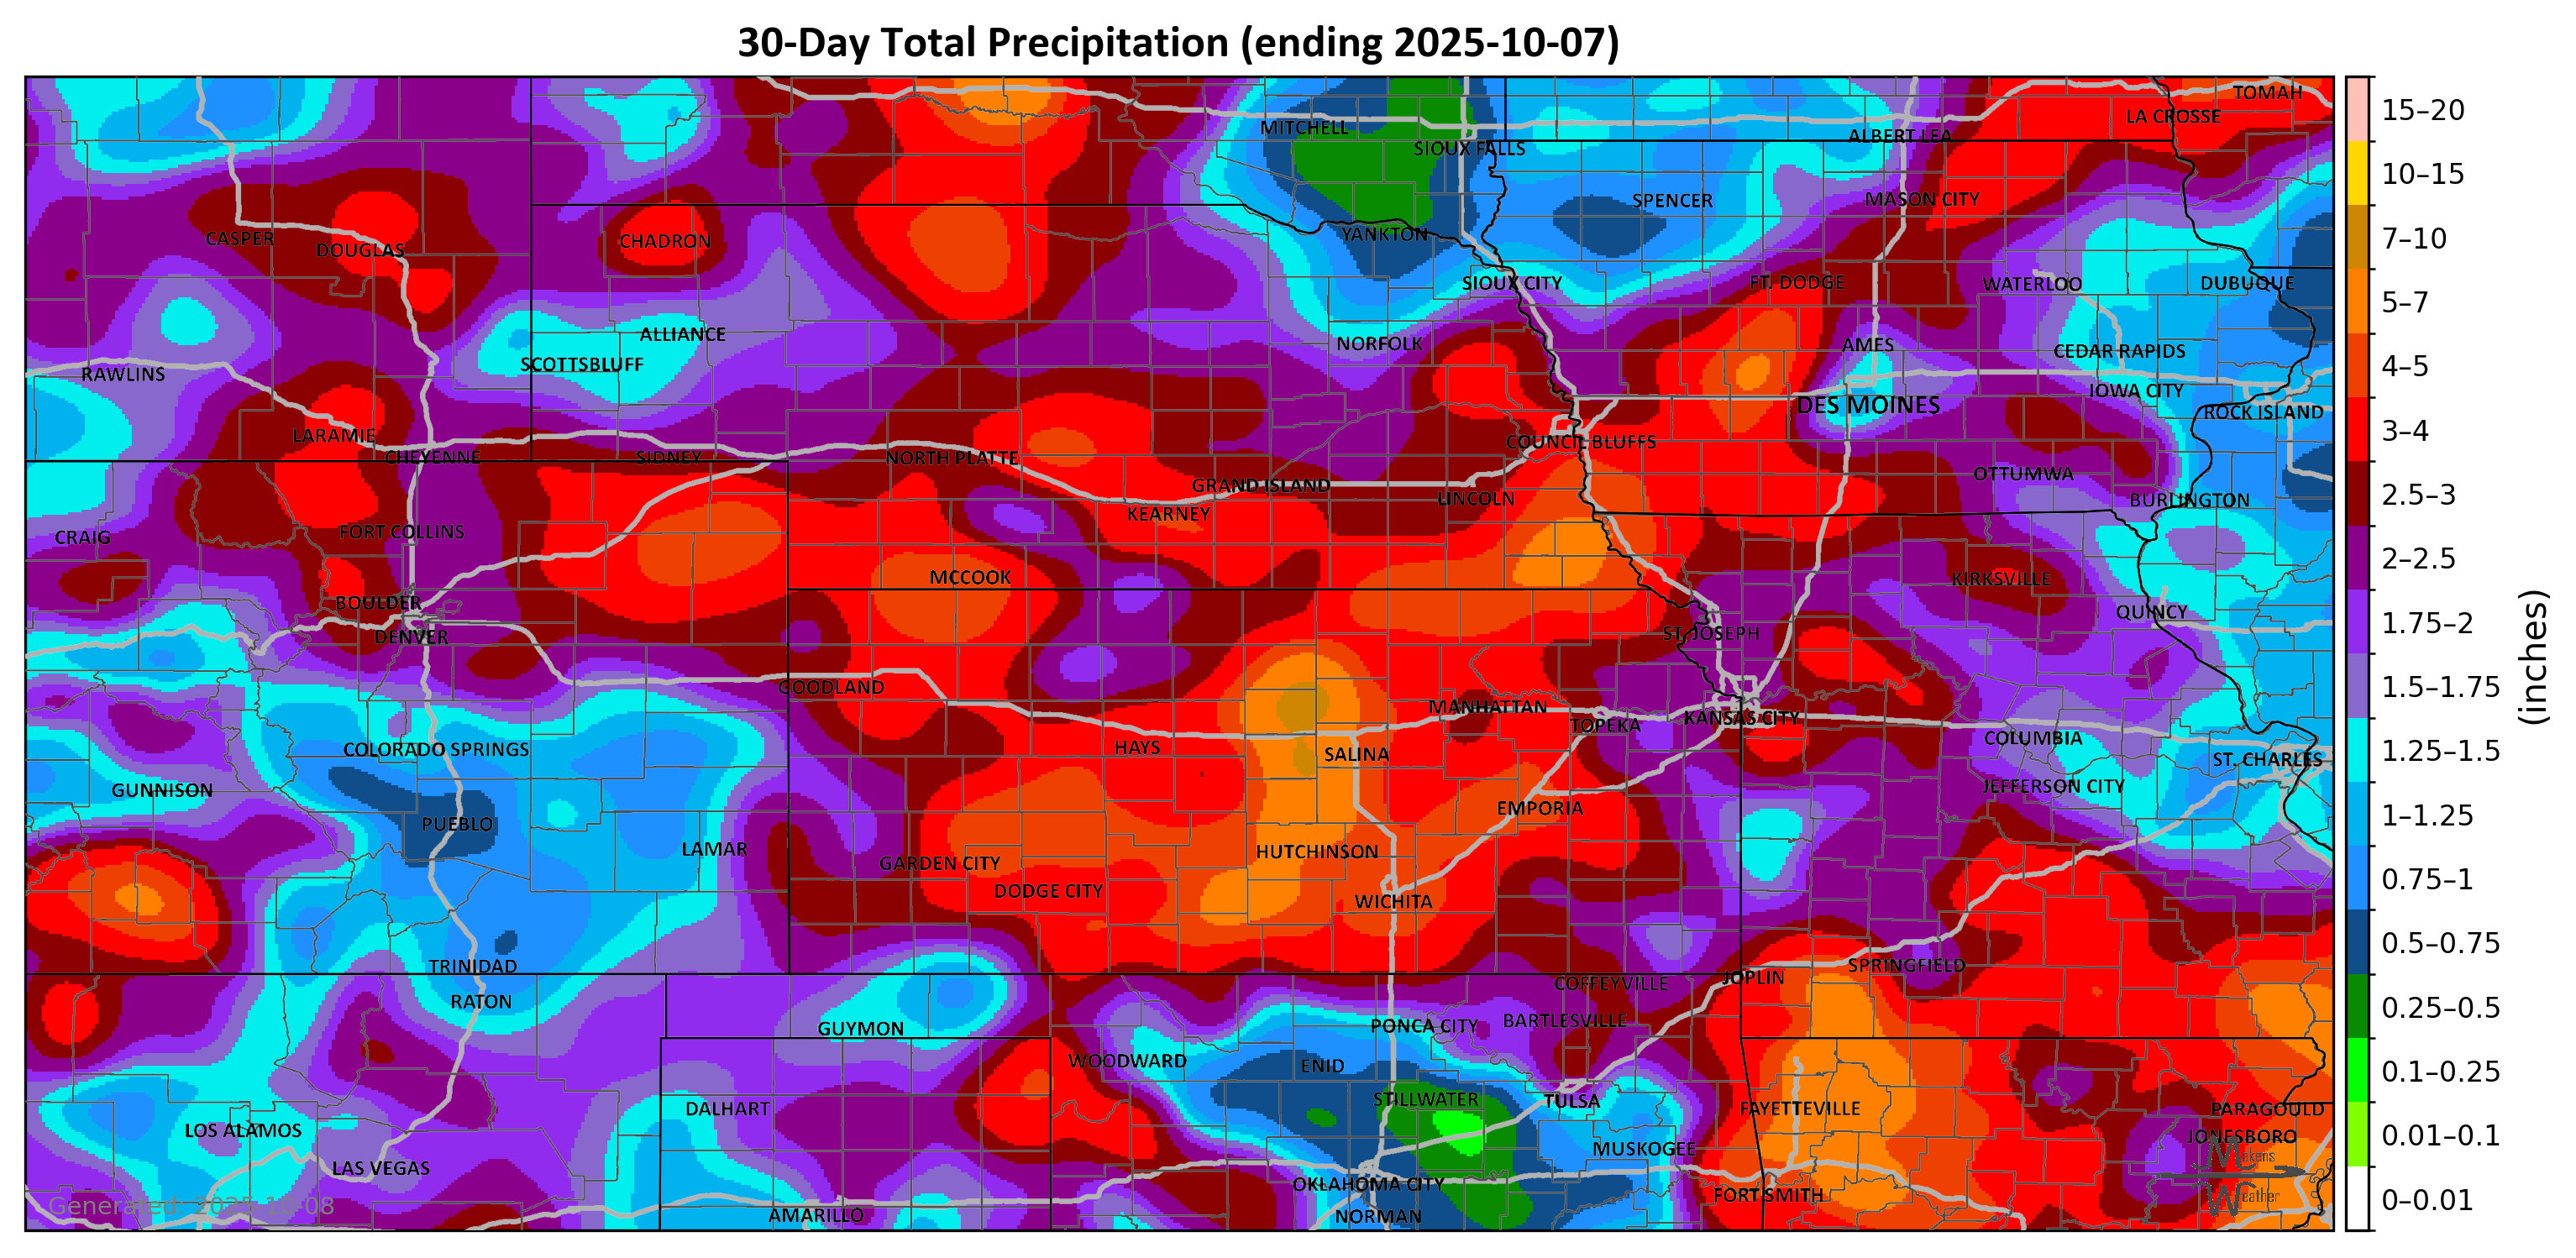 30-Day Total Precipitation (ending 2025-10-07)
TOMAH
LA CROSSE
MITCHELL
ALBERT LEA
SIOUX FALLS
SPENCER
MASON CITY
YANKTON
CASPER
CHADRON
DOUGLAS
SIOUX CITY
FT. DODGE
WATERLOO
DUBUQUE
ALLIANCE
NORFOLK
AMES
CEDAR RAPIDS
SCOTTSBLUFF
RAWLINS
IOWA CITY
DES MOINES
ROCK ISLAND
LARAMIE
COUNCIL BLUFFS
CHEYENNE
SIDNEY
NORTH PLATTE
OTTUMWA
GRAND ISLAND
LINCOLN
BURLINGTON
KEARNEY
CRAIG
FORT COLLINS
MCCOOK
KIRKSVILLE
BOULDER
QUINCY
DENVER
ST. JOSEPH
GOODLAND
MANHATTAN
TOPEKA
KANSAS CITY
COLORADO SPRINGS
HAYS
SALINA
COLUMBIA
ST. CHARLES
GUNNISON
JEFFERSON CITY
EMPORIA
PUEBLO
LAMAR
GARDEN CITY
HUTCHINSON
DODGE CITY
WICHITA
TRINIDAD
SPRINGFIELD
JOPLIN
COFFEYVILLE
RATON
GUYMON
PONCA CITY
BARTLESVILLE
WOODWARD
ENID
DALHART
STILLWATER
TULSA
FAYETTEVILLE
PARAGOULD
LOS ALAMOS
JONESBORO
MUSKOGEE
LAS VEGAS
OKLAHOMA CITY
FORT SMITH
AMARILLO
NORMAN
Generated: 2025-10-08
Mskens
Weather
15–20
10–15
7–10
5–7
4–5
3–4
2.5–3
2–2.5
1.75–2
1.5–1.75
1.25–1.5
1–1.25
0.75–1
0.5–0.75
0.25–0.5
0.1–0.25
0.01–0.1
0–0.01
(inches)